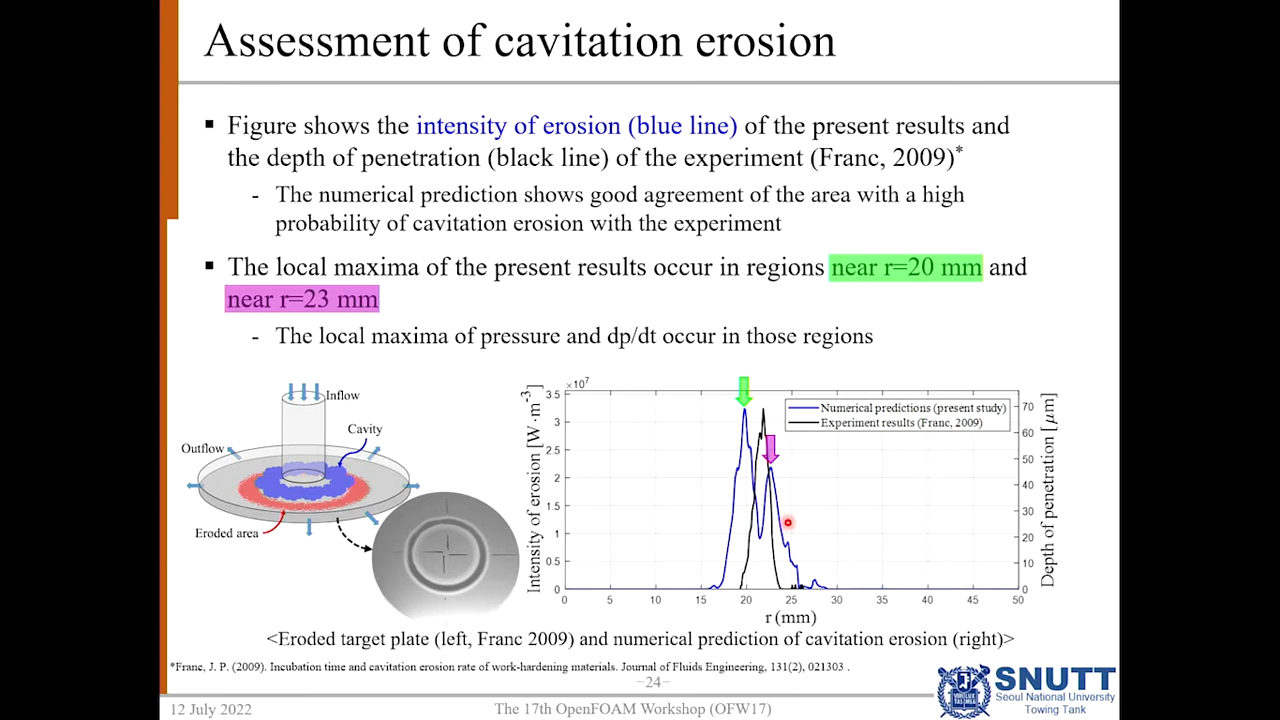 Assessment of cavitation erosion
▪ Figure shows the intensity of erosion (blue line) of the present results and
the depth of penetration (black line) of the experiment (Franc, 2009)*
- The numerical prediction shows good agreement of the area with a high
probability of cavitation erosion with the experiment
▪ The local maxima of the present results occur in regions near r=20 mm and
near r=23 mm
- The local maxima of pressure and dp/dt occur in those regions
Inflow
Cavity
Outflow
Eroded area
×10⁷
Intensity of erosion [W·m⁻³]
3.5
3
2.5
2
1.5
1
0.5
0
Numerical predictions (present study)
Experiment results (Franc, 2009)
70
60
50
40
30
20
10
0
Depth of penetration [μm]
0 5 10 15 20 25 30 35 40 45 50
r (mm)
<Eroded target plate (left, Franc 2009) and numerical prediction of cavitation erosion (right)>
*Franc, J. P. (2009). Incubation time and cavitation erosion rate of work-hardening materials. Journal of Fluids Engineering, 131(2), 021303 .
−24−
12 July 2022
The 17th OpenFOAM Workshop (OFW17)
SNUTT
Seoul National University
Towing Tank